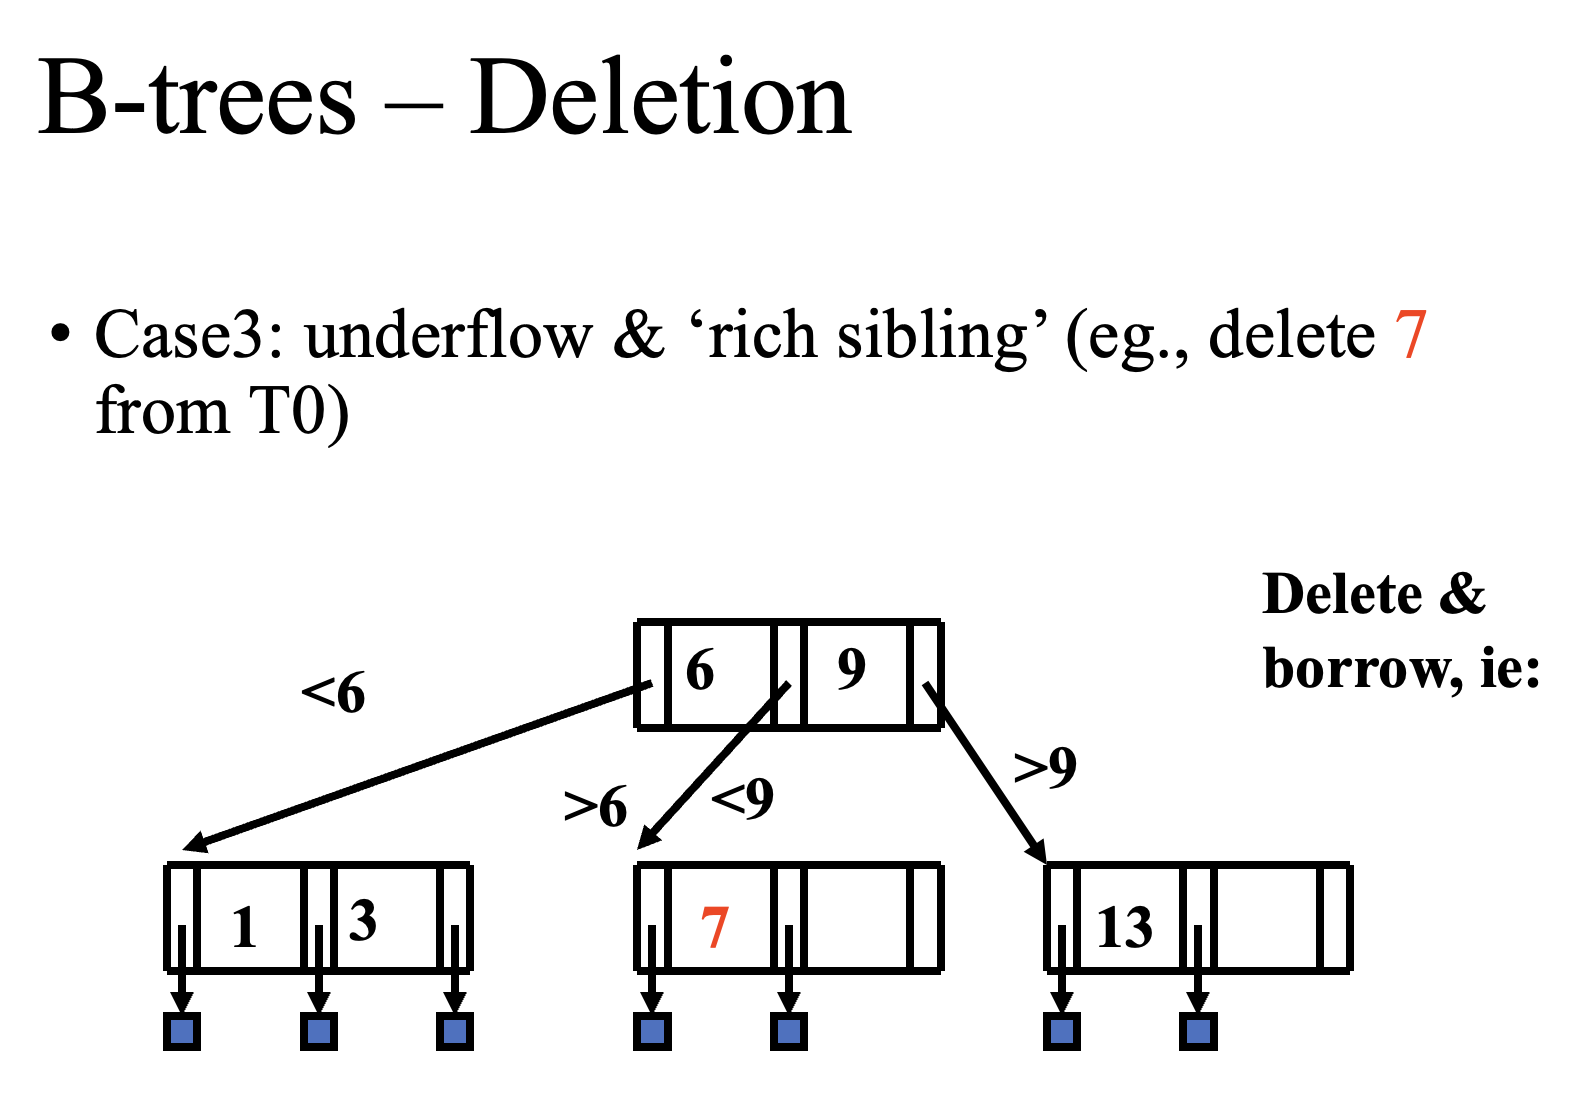 B-trees – Deletion
• Case3: underflow & ‘rich sibling’ (eg., delete 7
from T0)
Delete &
borrow, ie:
6 9
<6
>6 <9
>9
1 3
7
13